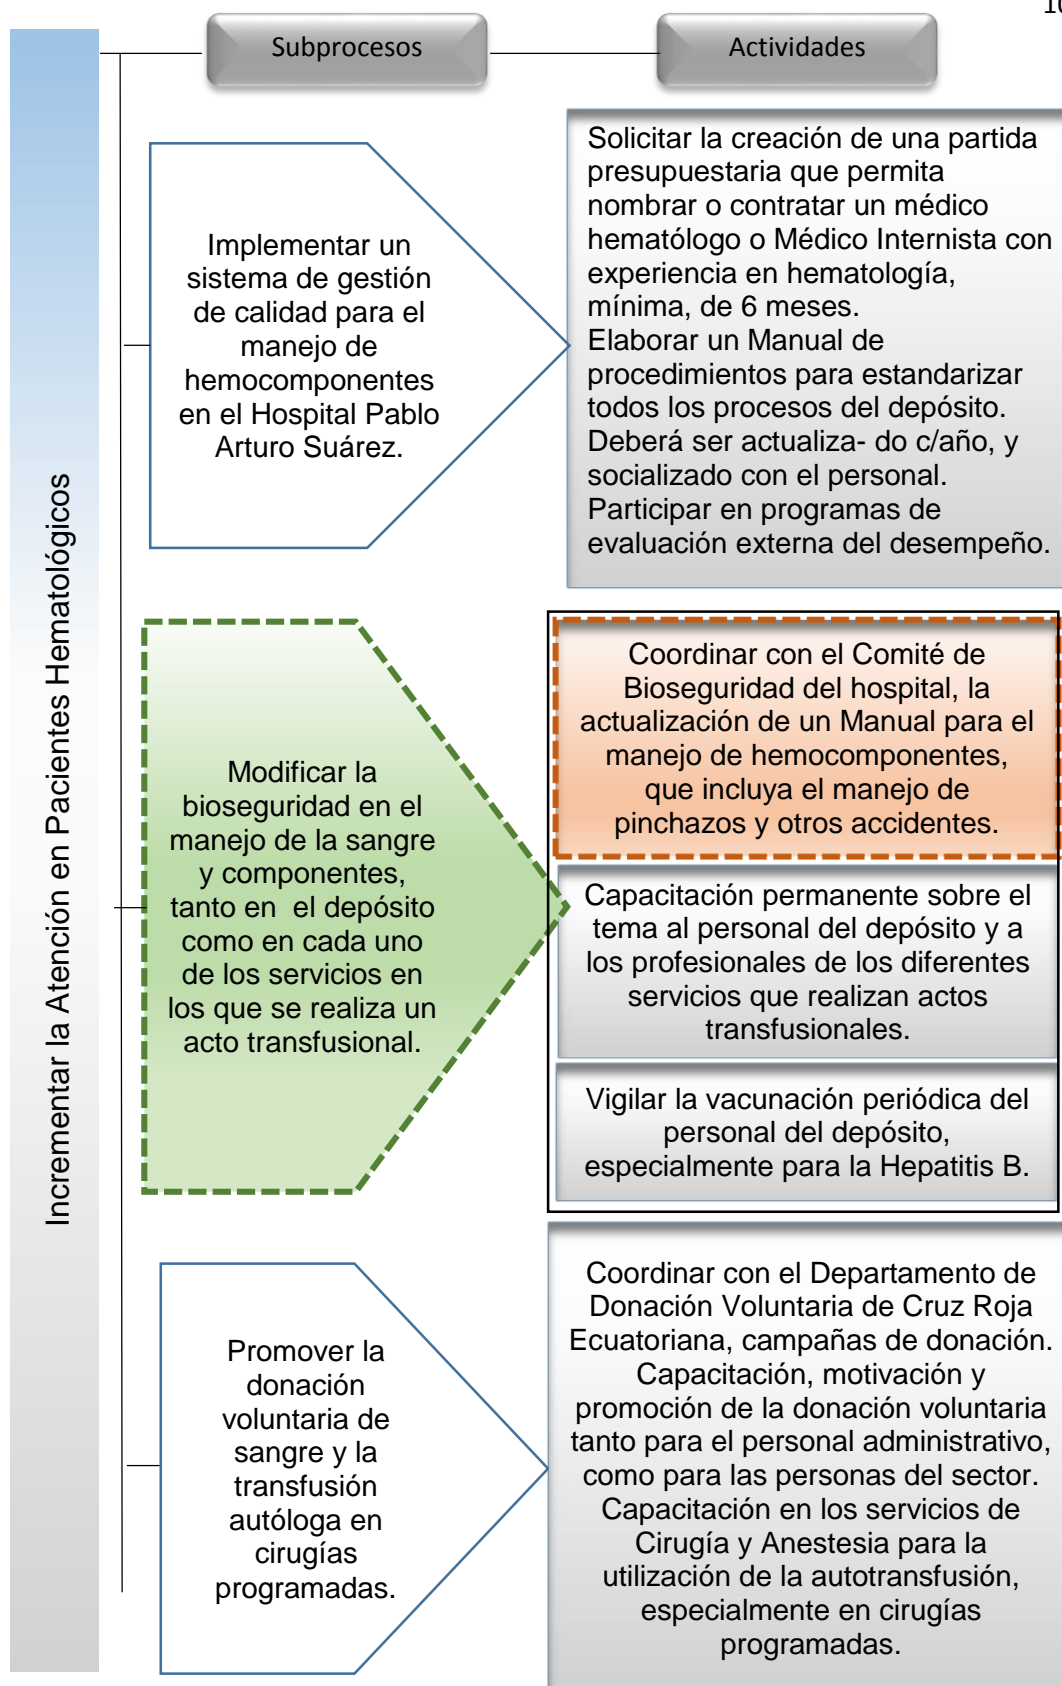 10
Subprocesos
Actividades
Incrementar la Atención en Pacientes Hematológicos
Implementar un
sistema de gestión
de calidad para el
manejo de
hemocomponentes
en el Hospital Pablo
Arturo Suárez.
Solicitar la creación de una partida
presupuestaria que permita
nombrar o contratar un médico
hematólogo o Médico Internista con
experiencia en hematología,
mínima, de 6 meses.
Elaborar un Manual de
procedimientos para estandarizar
todos los procesos del depósito.
Deberá ser actualiza- do c/año, y
socializado con el personal.
Participar en programas de
evaluación externa del desempeño.
Modificar la
bioseguridad en el
manejo de la sangre
y componentes,
tanto en el depósito
como en cada uno
de los servicios en
los que se realiza un
acto transfusional.
Coordinar con el Comité de
Bioseguridad del hospital, la
actualización de un Manual para el
manejo de hemocomponentes,
que incluya el manejo de
pinchazos y otros accidentes.
Capacitación permanente sobre el
tema al personal del depósito y a
los profesionales de los diferentes
servicios que realizan actos
transfusionales.
Vigilar la vacunación periódica del
personal del depósito,
especialmente para la Hepatitis B.
Promover la
donación
voluntaria de
sangre y la
transfusión
autóloga en
cirugías
programadas.
Coordinar con el Departamento de
Donación Voluntaria de Cruz Roja
Ecuatoriana, campañas de donación.
Capacitación, motivación y
promoción de la donación voluntaria
tanto para el personal administrativo,
como para las personas del sector.
Capacitación en los servicios de
Cirugía y Anestesia para la
utilización de la autotransfusión,
especialmente en cirugías
programadas.